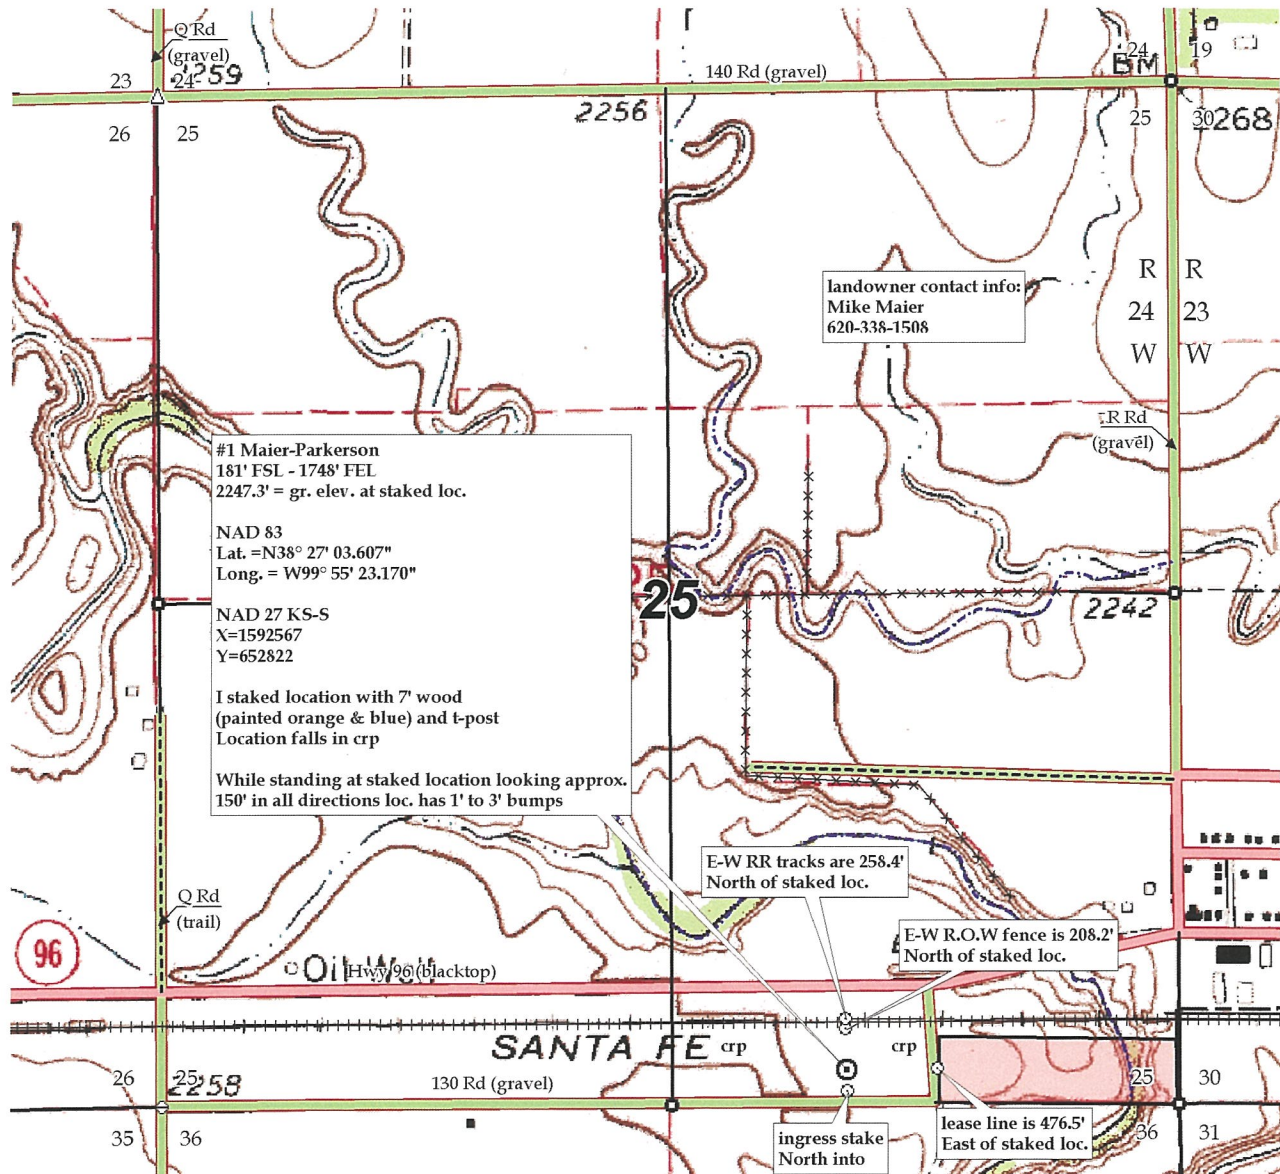 Q Rd
(gravel)
23 24
2259
140 Rd (gravel)
24 19
BM
26 25
2256
25 30
2268
landowner contact info:
Mike Maier
620-338-1508
R R
24 23
W W
R Rd
(gravel)
#1 Maier-Parkerson
181' FSL - 1748' FEL
2247.3' = gr. elev. at staked loc.
NAD 83
Lat. =N38° 27' 03.607"
Long. = W99° 55' 23.170"
NAD 27 KS-S
X=1592567
Y=652822
I staked location with 7' wood
(painted orange & blue) and t-post
Location falls in crp
While standing at staked location looking approx.
150' in all directions loc. has 1' to 3' bumps
25
2242
E-W RR tracks are 258.4'
North of staked loc.
Q Rd
(trail)
96
E-W R.O.W fence is 208.2'
North of staked loc.
Oil Well
Hwy 96 (blacktop)
SANTA FE
crp
crp
26 25
2258
130 Rd (gravel)
25 30
35 36
ingress stake
North into
lease line is 476.5'
East of staked loc.
36 31